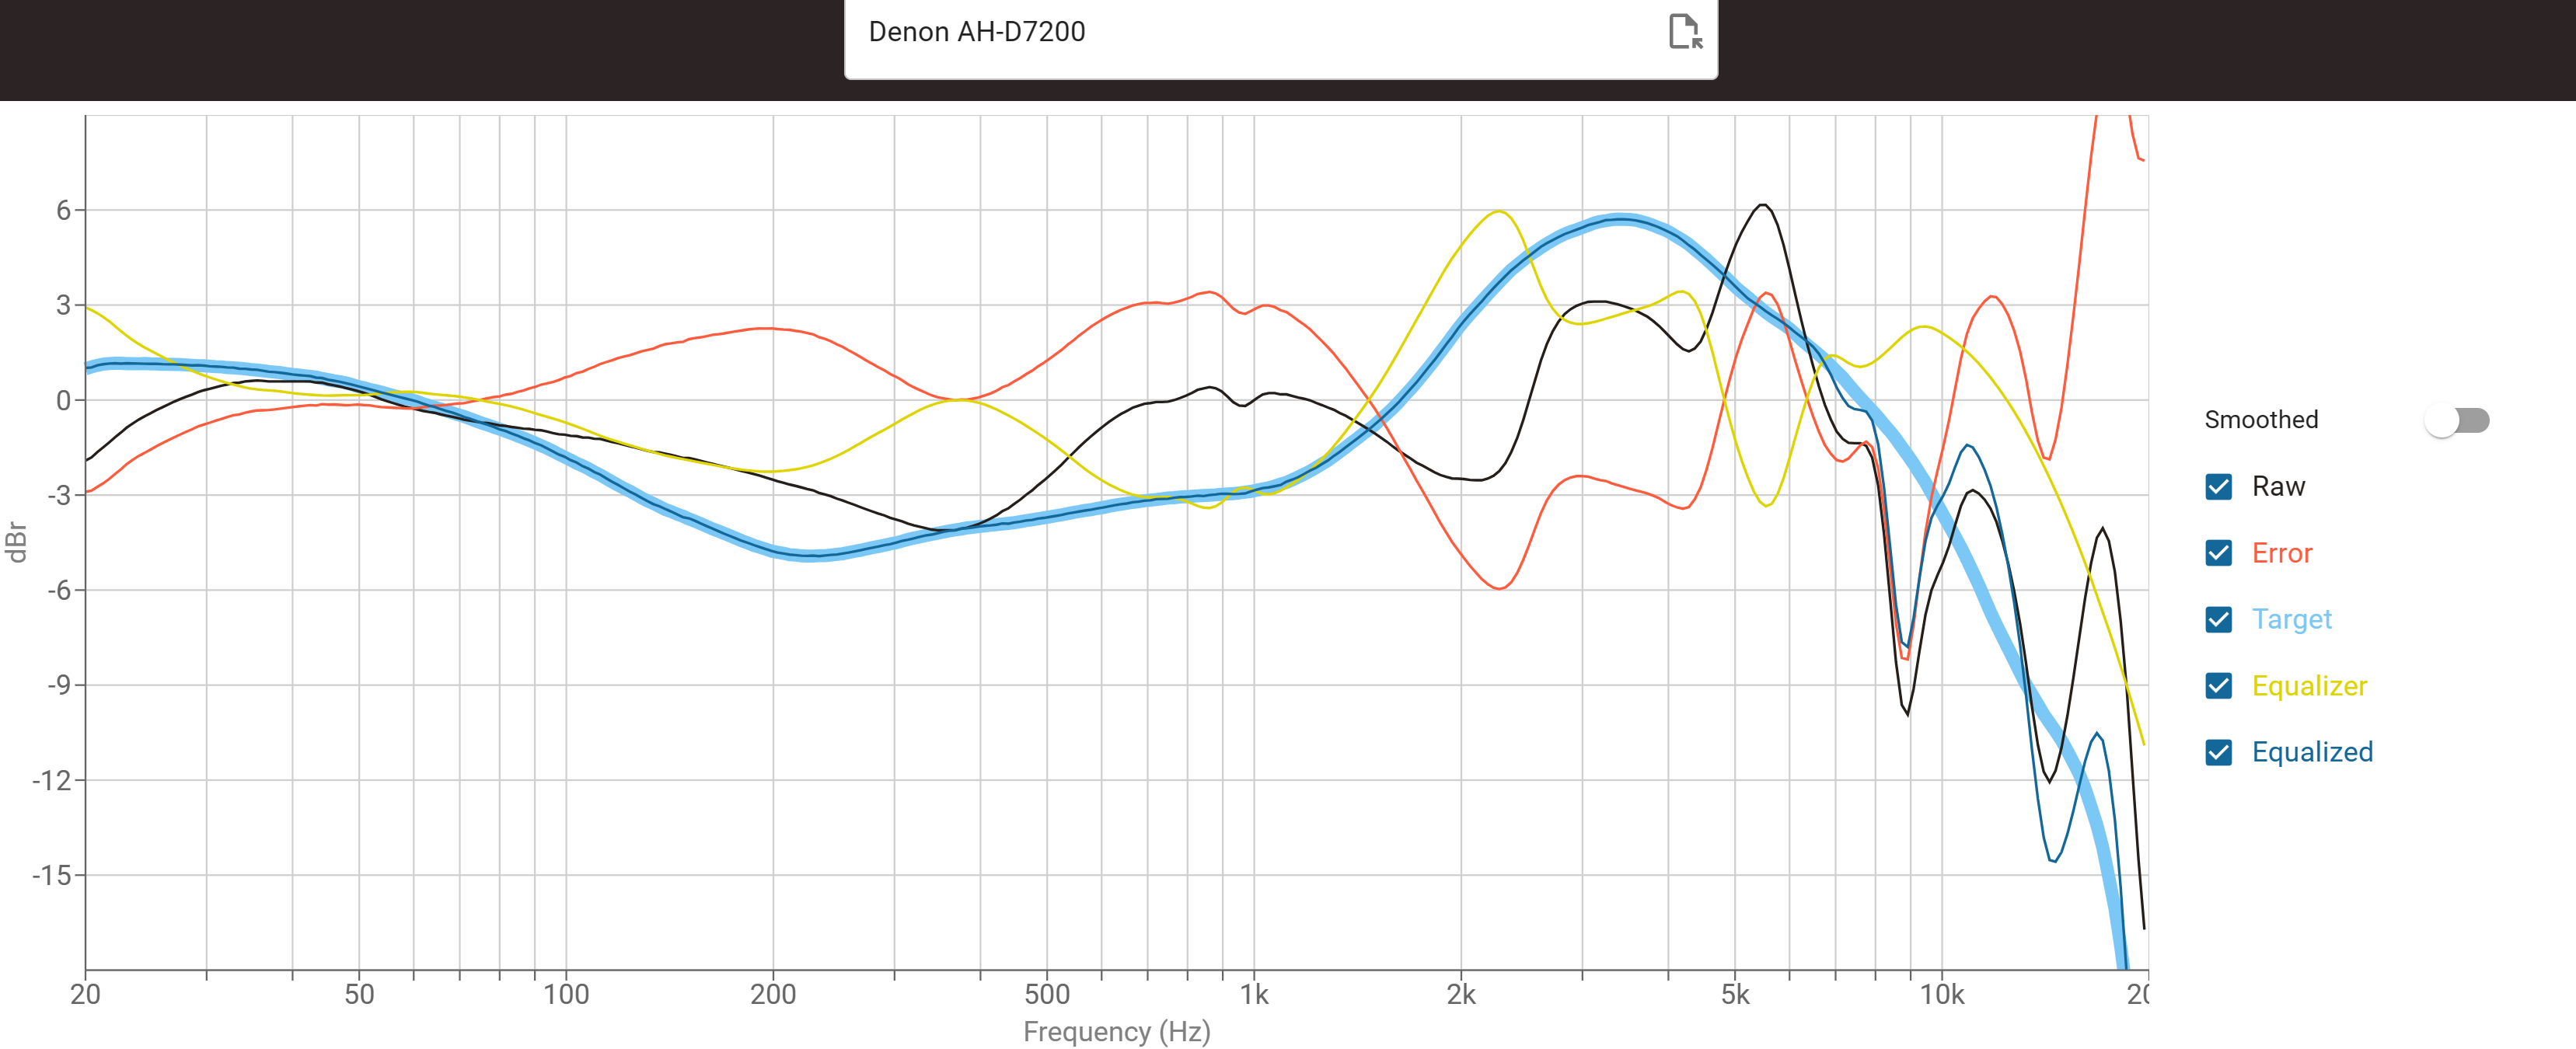 Denon AH-D7200
6
3
0
-3
-6
-9
-12
-15
dBr
20 50 100 200 500 1k 2k 5k 10k 20
Frequency (Hz)
Smoothed
Raw
Error
Target
Equalizer
Equalized